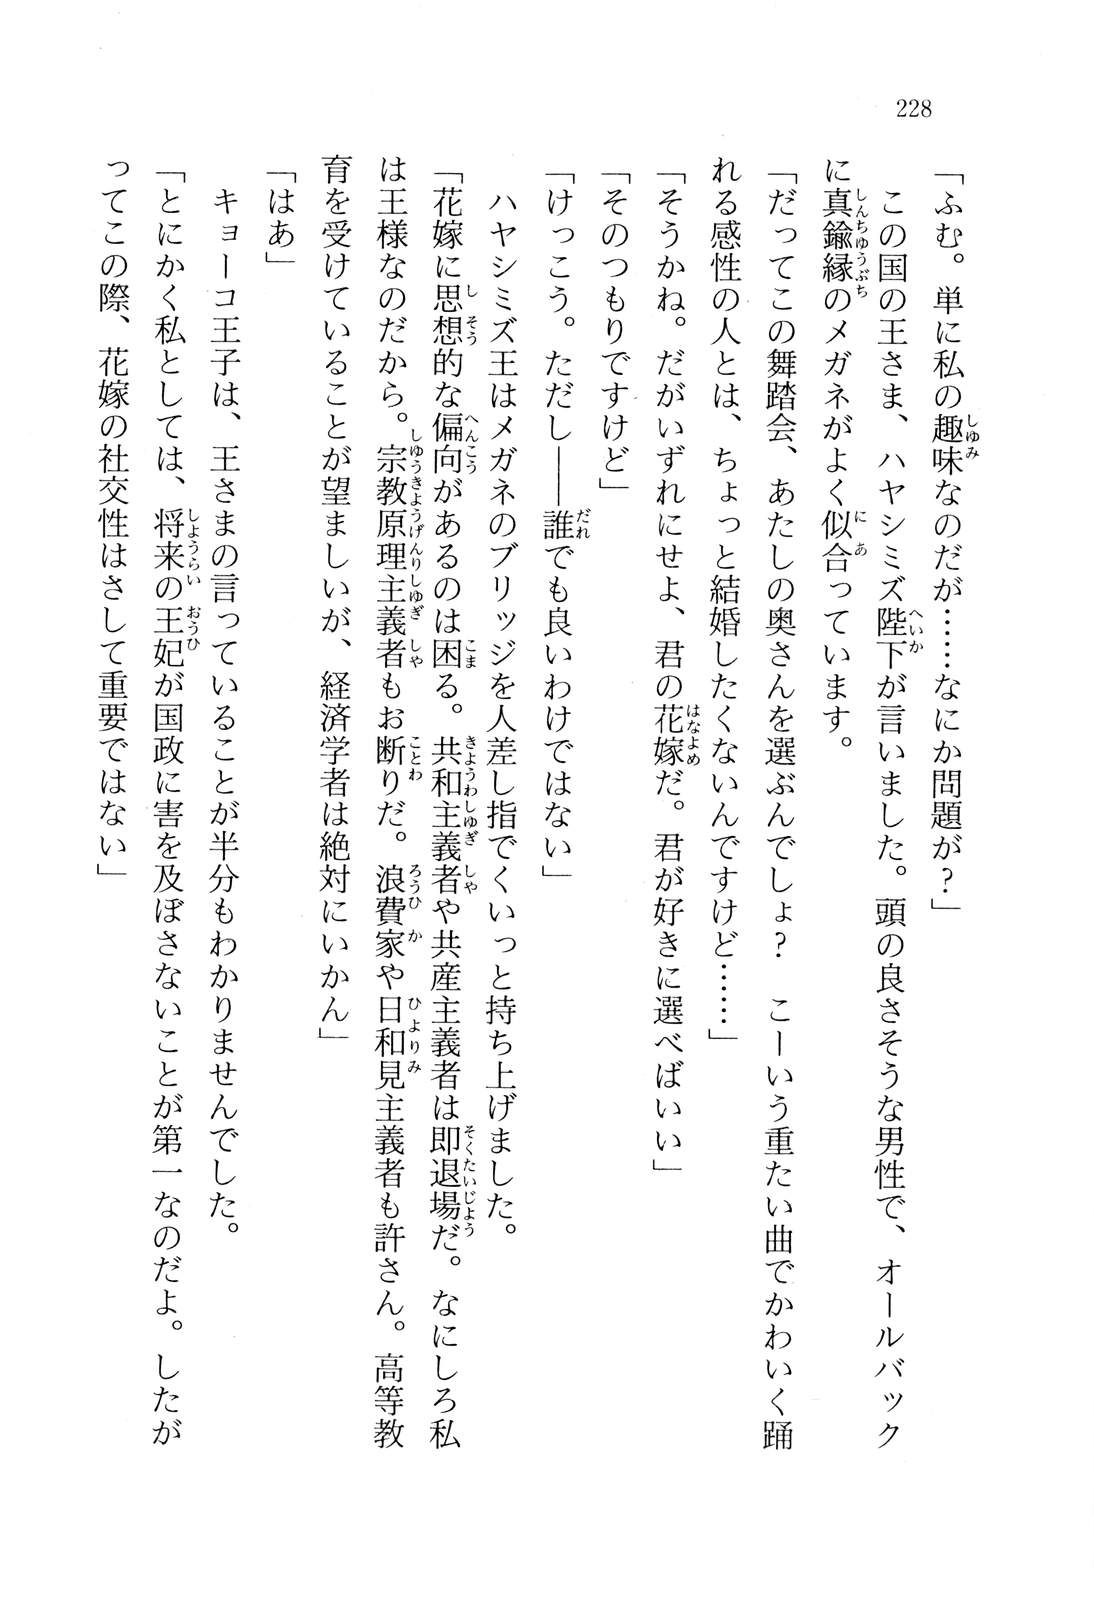 228
「ふむ。単に私の趣味なのだが……なにか問題が？」
　この国の王さま、ハヤシミズ陛下が言いました。頭の良さそうな男性で、オールバック
に真鍮縁のメガネがよく似合っています。
「だってこの舞踏会、あたしの奥さんを選ぶんでしょ？　こーいう重たい曲でかわいく踊
れる感性の人とは、ちょっと結婚したくないんですけど……」
「そうかね。だがいずれにせよ、君の花嫁だ。君が好きに選べばいい」
「そのつもりですけど」
「けっこう。ただし――誰でも良いわけではない」
　ハヤシミズ王はメガネのブリッジを人差し指でくいっと持ち上げました。
「花嫁に思想的な偏向があるのは困る。共和主義者や共産主義者は即退場だ。なにしろ私
は王様なのだから。宗教原理主義者もお断りだ。浪費家や日和見主義者も許さん。高等教
育を受けていることが望ましいが、経済学者は絶対にいかん」
「はあ」
　キョーコ王子は、王さまの言っていることが半分もわかりませんでした。
「とにかく私としては、将来の王妃が国政に害を及ぼさないことが第一なのだよ。したが
ってこの際、花嫁の社交性はさして重要ではない」